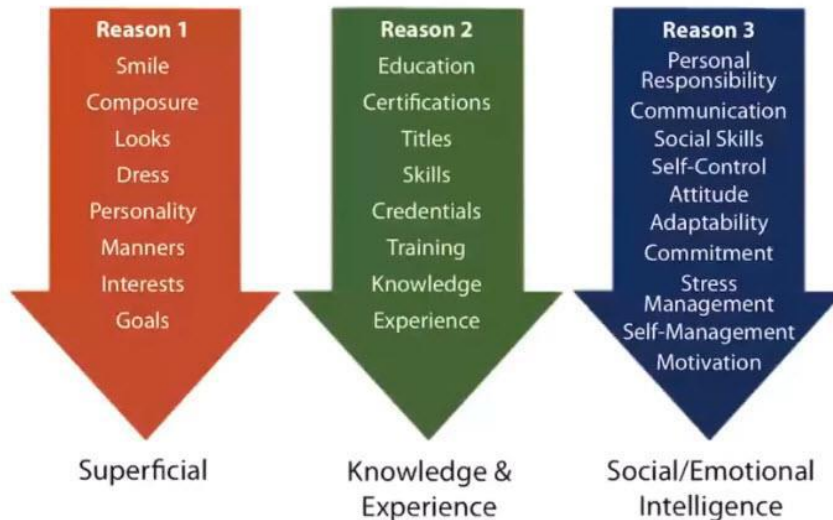 Reason 1
Smile
Composure
Looks
Dress
Personality
Manners
Interests
Goals
Superficial
Reason 2
Education
Certifications
Titles
Skills
Credentials
Training
Knowledge
Experience
Knowledge &
Experience
Reason 3
Personal
Responsibility
Communication
Social Skills
Self-Control
Attitude
Adaptability
Commitment
Stress
Management
Self-Management
Motivation
Social/Emotional
Intelligence